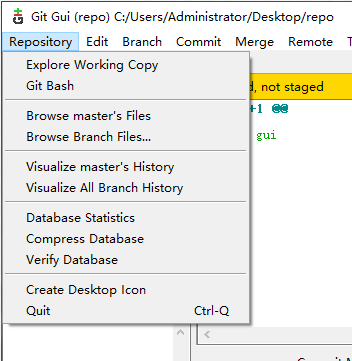 Git Gui (repo) C:/Users/Administrator/Desktop/repo
Repository Edit Branch Commit Merge Remote T
Explore Working Copy
, not staged
Git Bash
+1 @@
Browse master's Files
gui
Browse Branch Files...
Visualize master's History
Visualize All Branch History
Database Statistics
Compress Database
Verify Database
Create Desktop Icon
Quit Ctrl-Q